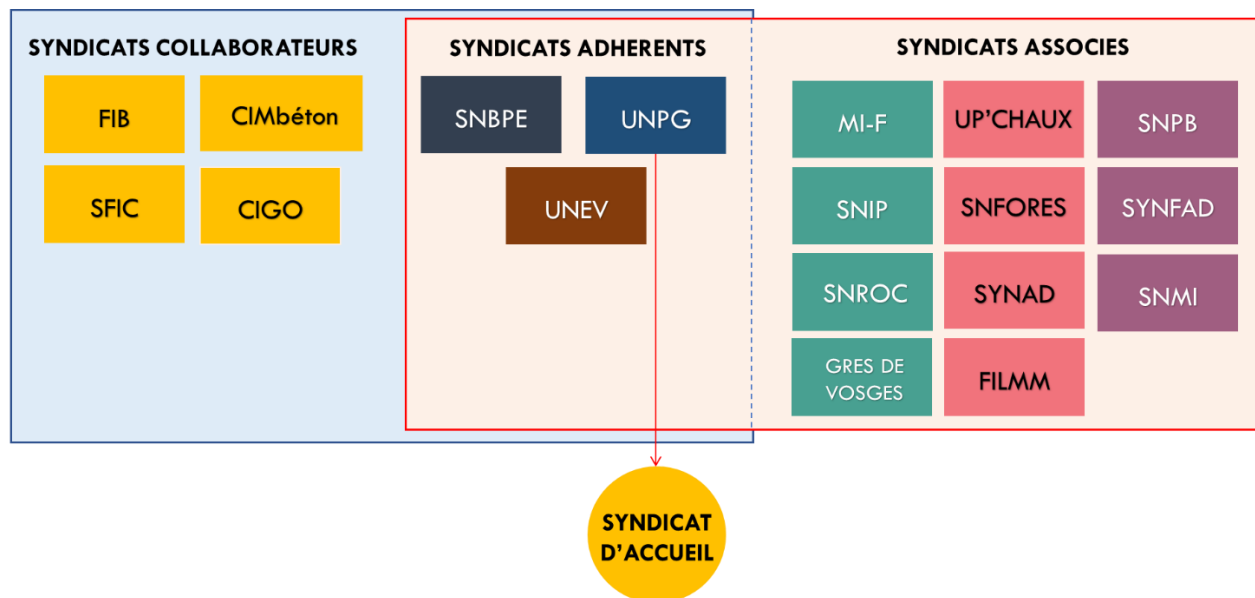 SYNDICATS COLLABORATEURS
FIB
CIMbéton
SFIC
CIGO
SYNDICATS ADHERENTS
SNBPE
UNPG
UNEV
SYNDICATS ASSOCIES
MI-F
UP'CHAUX
SNPB
SNIP
SNFORES
SYNFAD
SNROC
SYNAD
SNMI
GRES DE
VOSGES
FILMM
SYNDICAT
D'ACCUEIL